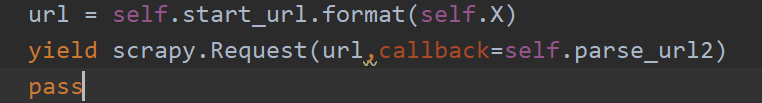 url = self.start_url.format(self.X)
yield scrapy.Request(url,callback=self.parse_url2)
pass